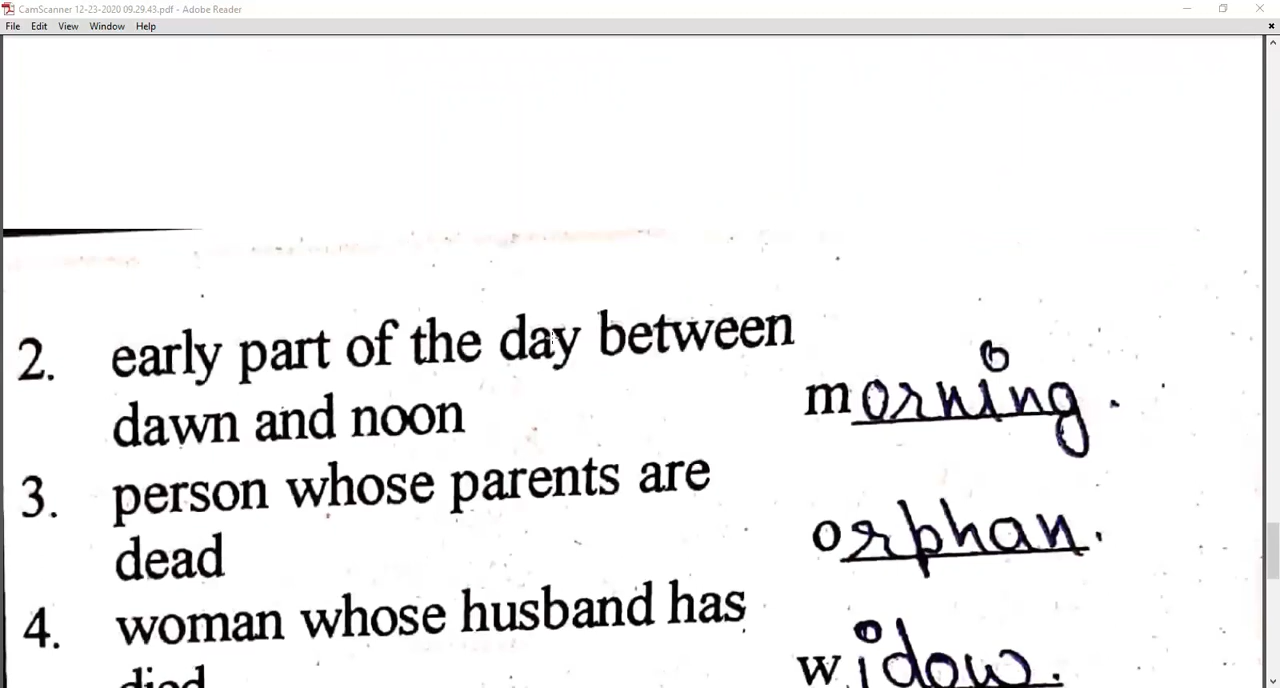 CamScanner 12-23-2020 09.29.43.pdf - Adobe Reader
File Edit View Window Help
2. early part of the day between
dawn and noon morning.
3. person whose parents are
dead orphan.
4. woman whose husband has
died widow.